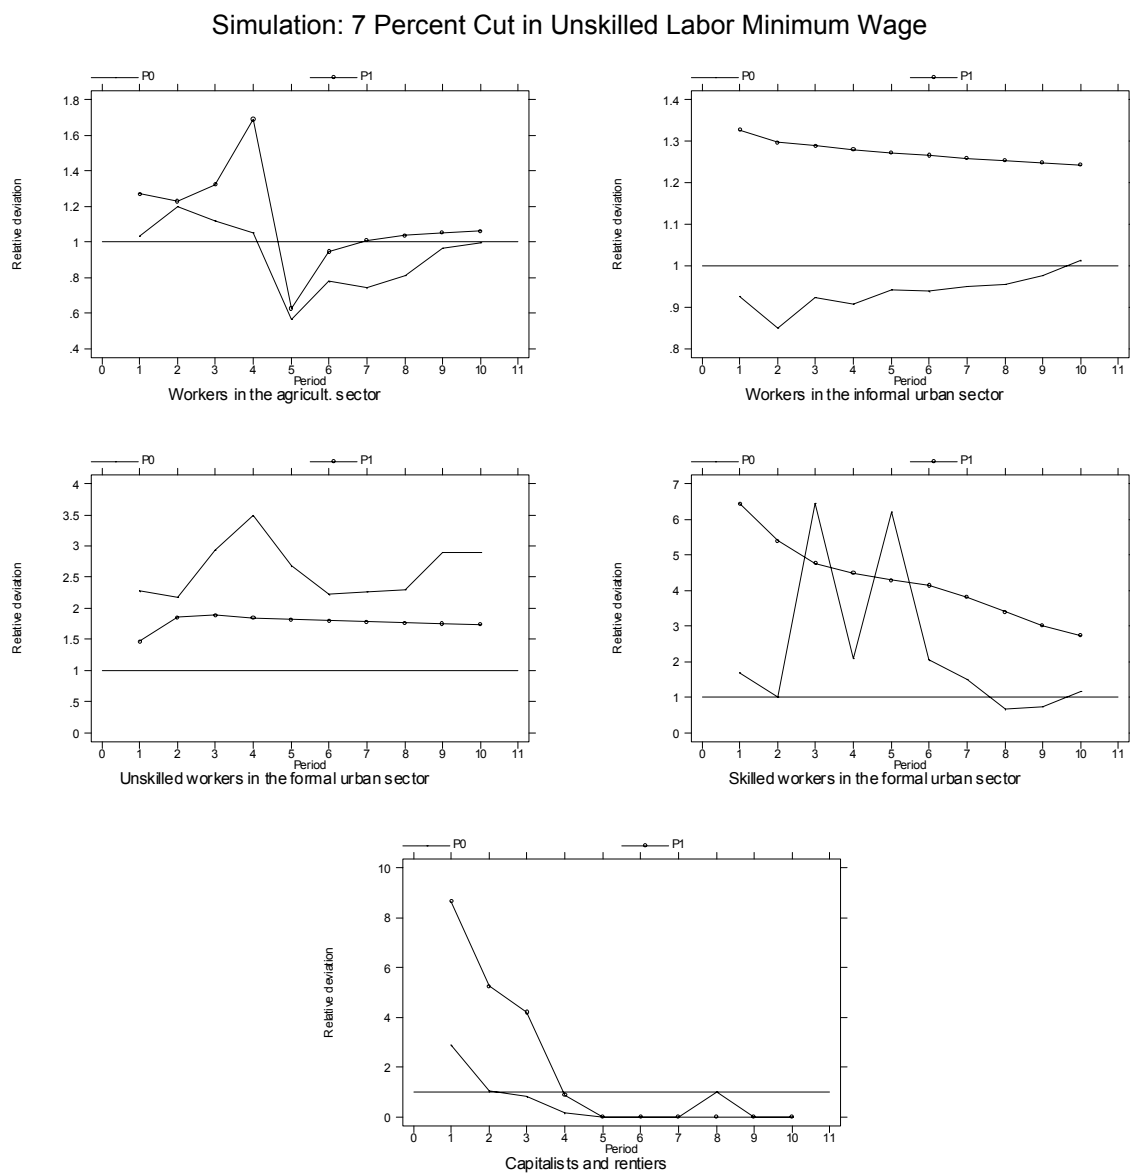 Simulation: 7 Percent Cut in Unskilled Labor Minimum Wage
P0 P1
Relative deviation
1.8
1.6
1.4
1.2
1
.8
.6
.4
0 1 2 3 4 5 6 7 8 9 10 11
Period
Workers in the agricult. sector
P0 P1
Relative deviation
1.4
1.3
1.2
1.1
1
.9
.8
0 1 2 3 4 5 6 7 8 9 10 11
Period
Workers in the informal urban sector
P0 P1
Relative deviation
4
3.5
3
2.5
2
1.5
1
.5
0
0 1 2 3 4 5 6 7 8 9 10 11
Period
Unskilled workers in the formal urban sector
P0 P1
Relative deviation
7
6
5
4
3
2
1
0
0 1 2 3 4 5 6 7 8 9 10 11
Period
Skilled workers in the formal urban sector
P0 P1
Relative deviation
10
8
6
4
2
0
0 1 2 3 4 5 6 7 8 9 10 11
Period
Capitalists and rentiers